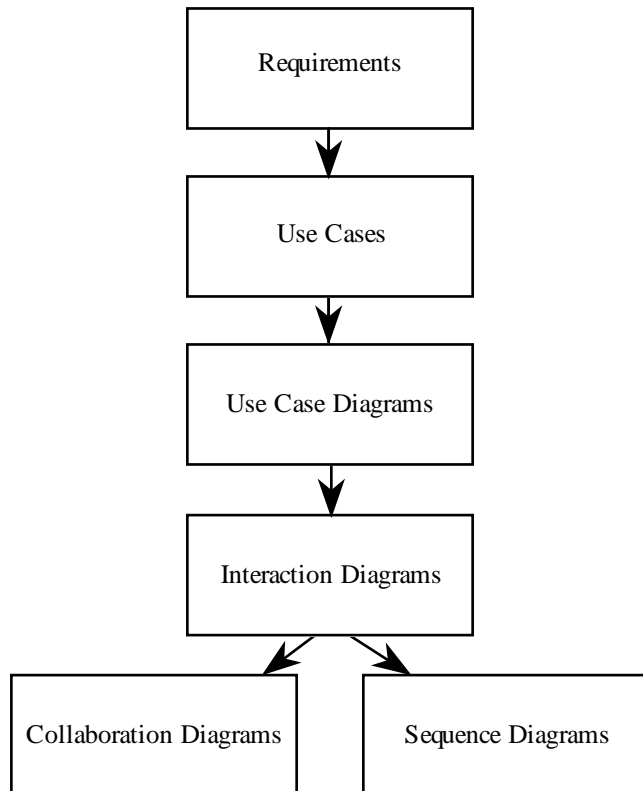 Requirements
Use Cases
Use Case Diagrams
Interaction Diagrams
Collaboration Diagrams
Sequence Diagrams